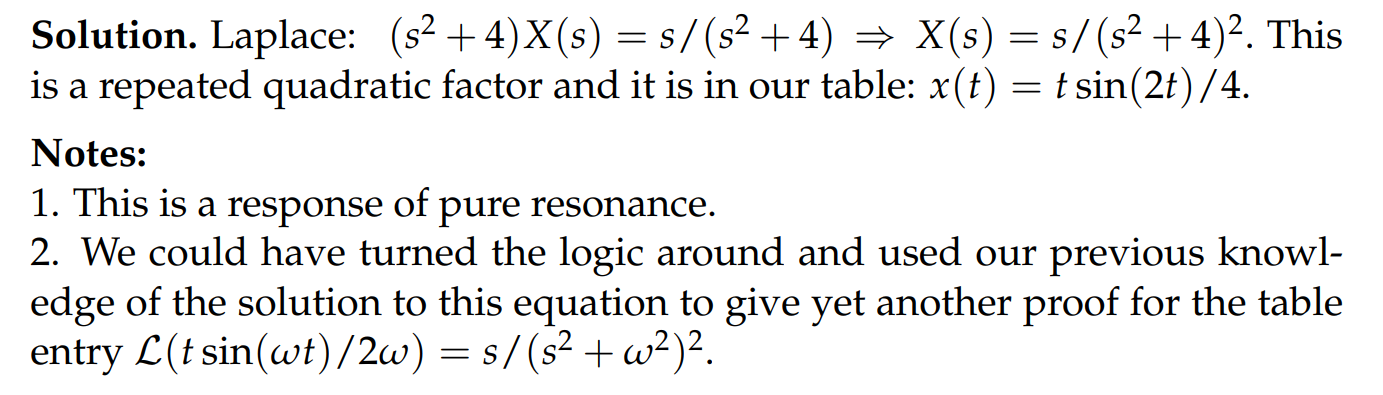 Solution. Laplace: (s² + 4)X(s) = s/(s² + 4) ⇒ X(s) = s/(s² + 4)². This
is a repeated quadratic factor and it is in our table: x(t) = t sin(2t)/4.
Notes:
1. This is a response of pure resonance.
2. We could have turned the logic around and used our previous knowl-
edge of the solution to this equation to give yet another proof for the table
entry ℒ(t sin(ωt)/2ω) = s/(s² + ω²)².